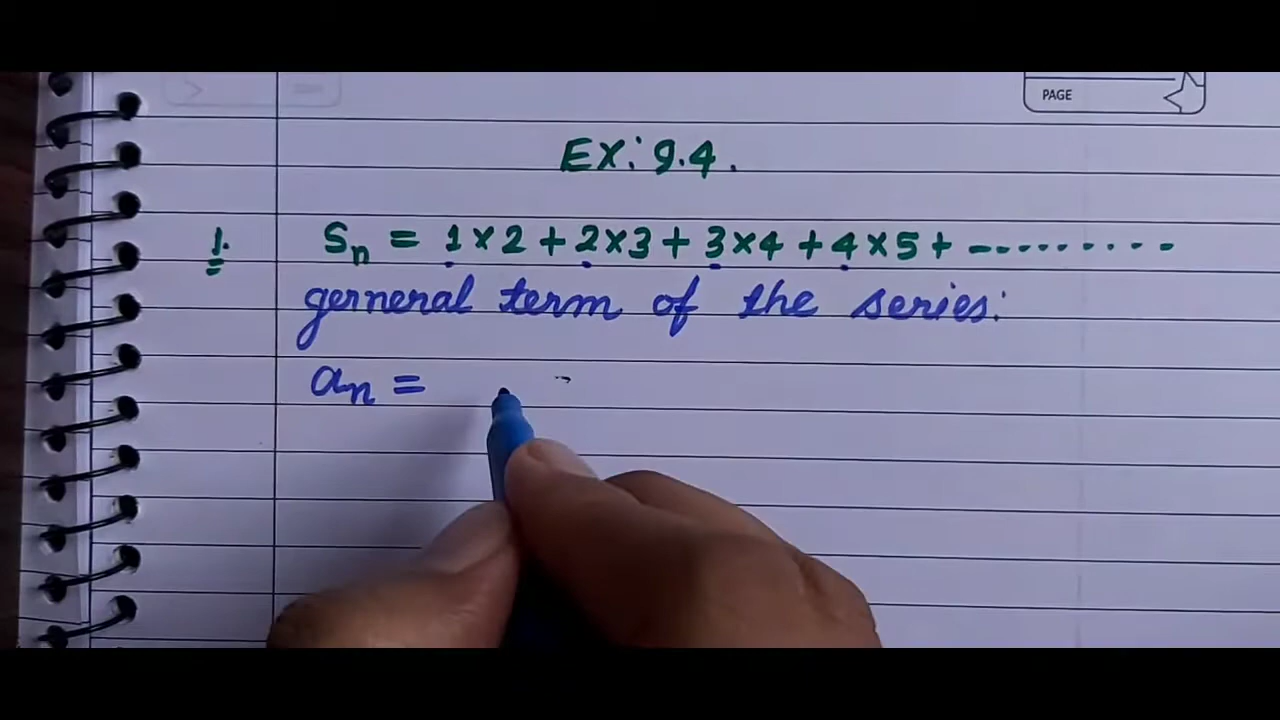 PAGE
EX: 9.4.
1. Sn = 1×2 + 2×3 + 3×4 + 4×5 + ---------
gerneral term of the series:
an =